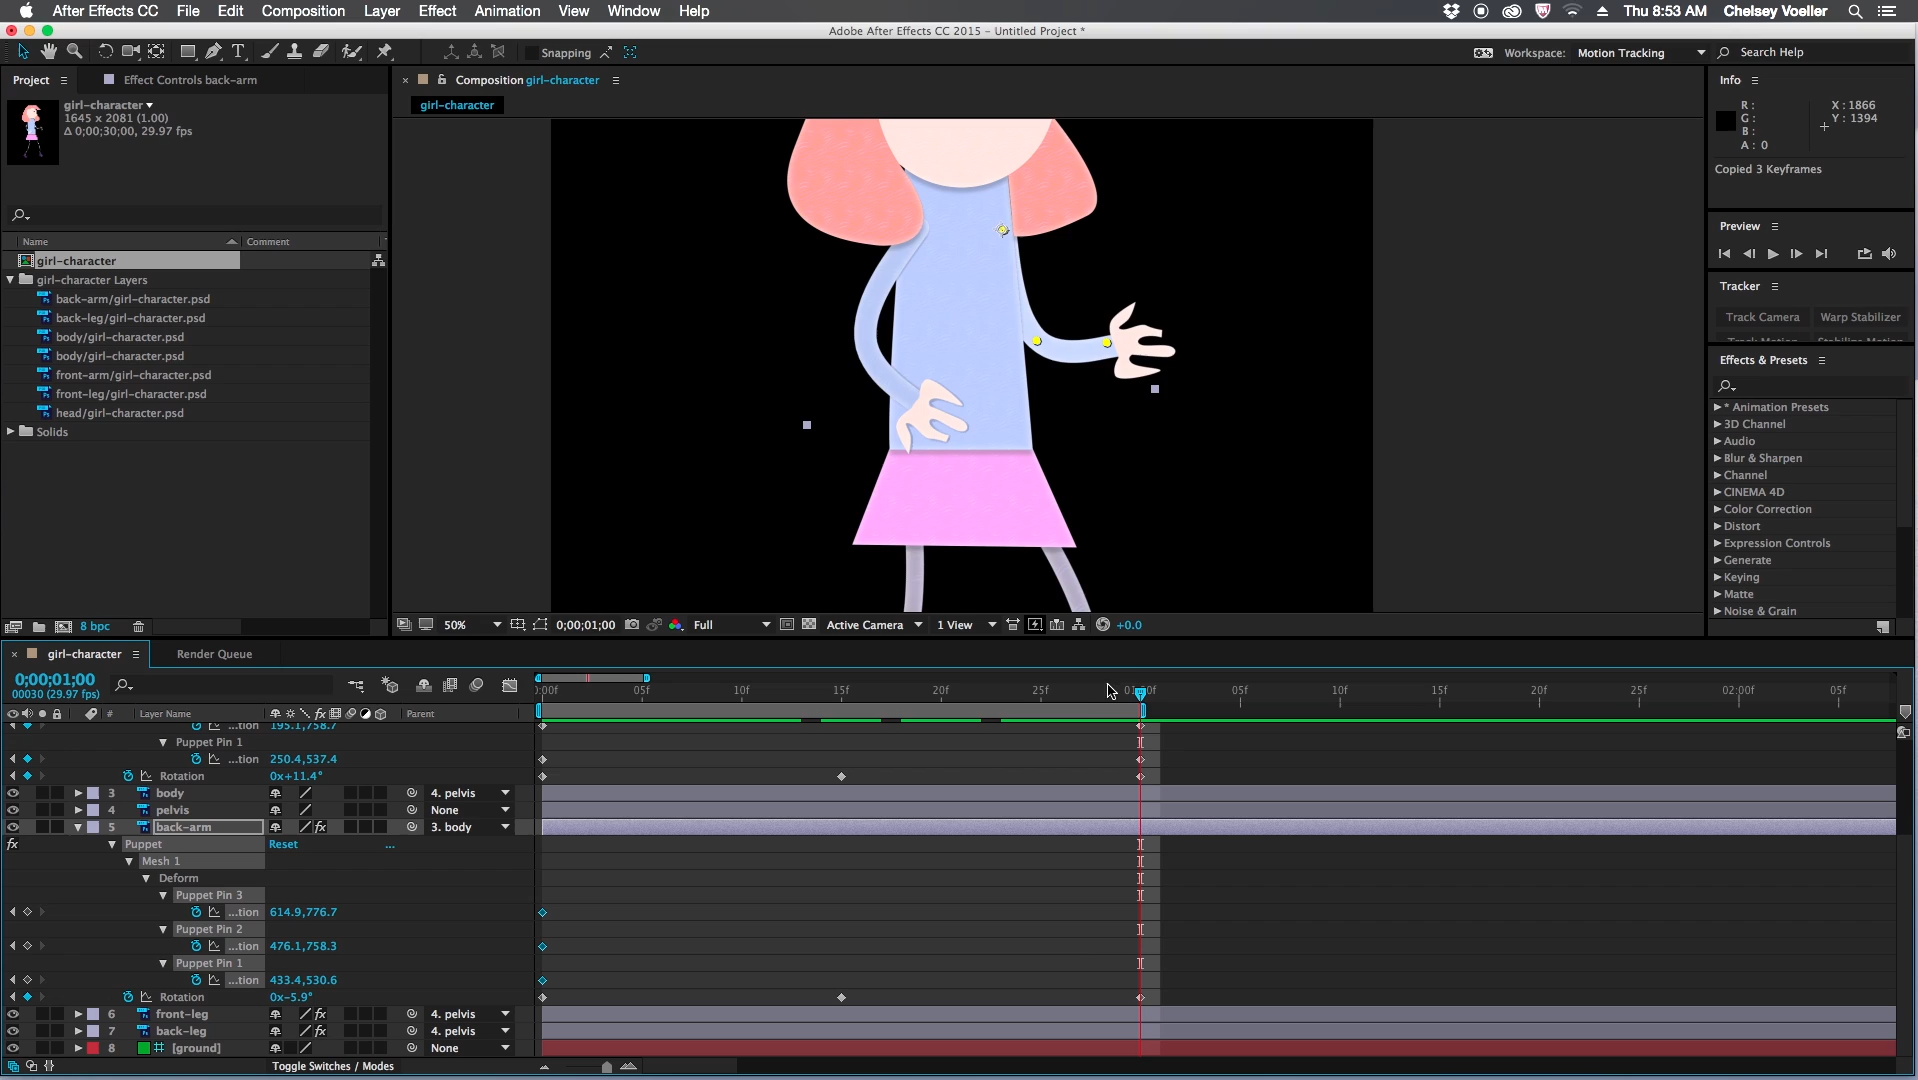 After Effects CC File Edit Composition Layer Effect Animation View Window Help Thu 8:53 AM Chelsey Voeller
Adobe After Effects CC 2015 - Untitled Project *
Snapping Workspace: Motion Tracking Search Help
Project Effect Controls back-arm Composition girl-character Info
girl-character
1645 x 2081 (1.00)
Δ 0;00;30;00, 29.97 fps
girl-character
R:
G:
B:
A: 0
X: 1866
Y: 1394
Copied 3 Keyframes
Preview
Tracker
Track Camera Warp Stabilizer
Effects & Presets
* Animation Presets
3D Channel
Audio
Blur & Sharpen
Channel
CINEMA 4D
Color Correction
Distort
Expression Controls
Generate
Keying
Matte
Noise & Grain
Name Comment
girl-character
girl-character Layers
back-arm/girl-character.psd
back-leg/girl-character.psd
body/girl-character.psd
body/girl-character.psd
front-arm/girl-character.psd
front-leg/girl-character.psd
head/girl-character.psd
Solids
8 bpc 50% 0;00;01;00 Full Active Camera 1 View +0.0
girl-character Render Queue
0;00;01;00
00030 (29.97 fps)
0:00f 05f 10f 15f 20f 25f 01:00f 05f 10f 15f 20f 25f 02:00f 05f
# Layer Name fx Parent
...tion 195.1,758.7
Puppet Pin 1
...tion 250.4,537.4
Rotation 0x+11.4°
3 body 4. pelvis
4 pelvis None
5 back-arm fx 3. body
fx Puppet Reset ...
Mesh 1
Deform
Puppet Pin 3
...tion 614.9,776.7
Puppet Pin 2
...tion 476.1,758.3
Puppet Pin 1
...tion 433.4,530.6
Rotation 0x-5.9°
6 front-leg fx 4. pelvis
7 back-leg fx 4. pelvis
8 [ground] None
Toggle Switches / Modes